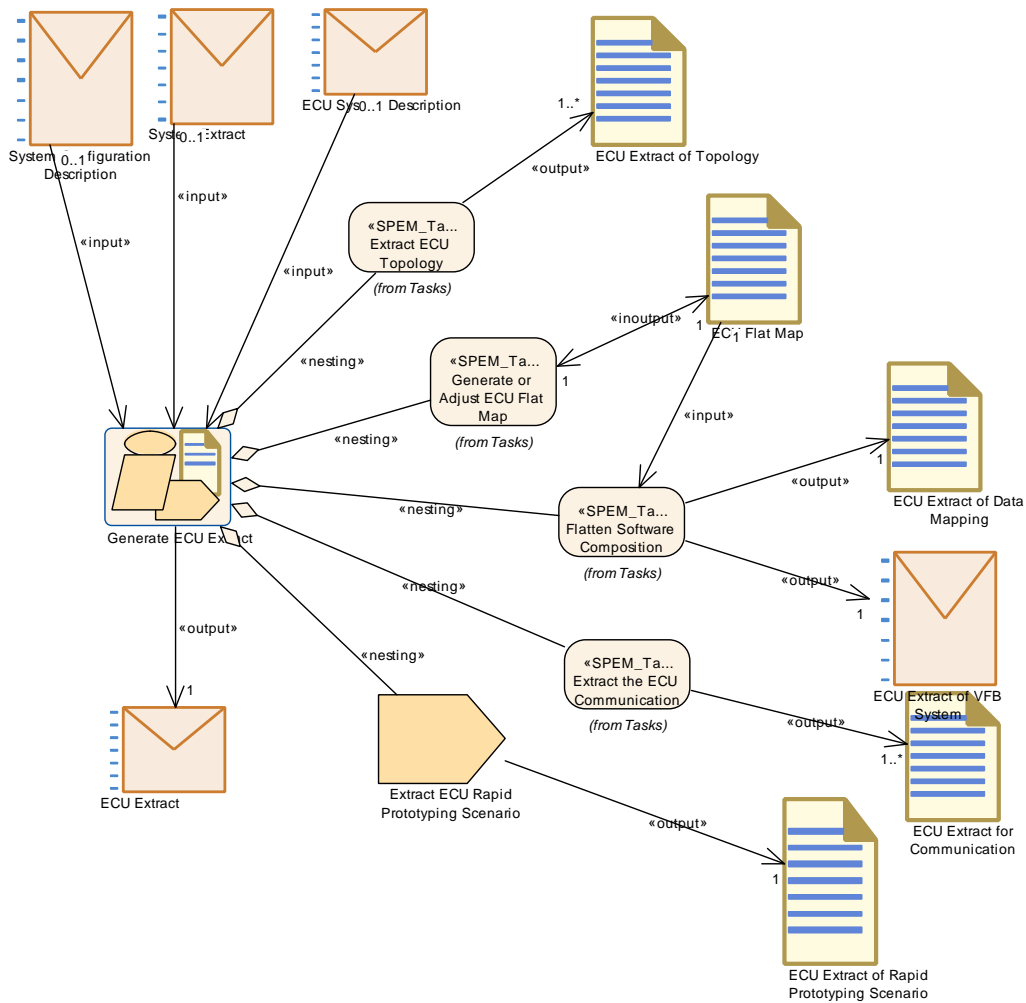 ECU Sys
0..1
Description
0..1
Extract
System
0..1
figuration
Description
1..*
ECU Extract of Topology
«output»
«input»
«SPEM_Ta...
Extract ECU
Topology
(from Tasks)
«input»
«input»
«inoutput»
1
1
Flat Map
«nesting»
«SPEM_Ta...
Generate or
Adjust ECU Flat
Map
(from Tasks)
1
«input»
«nesting»
1
ECU Extract of Data
Mapping
«output»
«nesting»
«SPEM_Ta...
Flatten Software
Composition
(from Tasks)
Generate ECU Extract
«output»
1
«nesting»
«output»
«nesting»
«SPEM_Ta...
Extract the ECU
Communication
(from Tasks)
ECU Extract of VFB
System
1
«output»
1..*
ECU Extract
Extract ECU Rapid
Prototyping Scenario
«output»
ECU Extract for
Communication
1
ECU Extract of Rapid
Prototyping Scenario